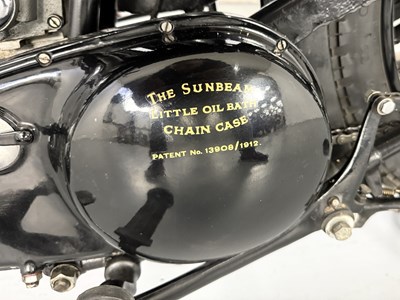 THE SUNBEAM
LITTLE OIL BATH
CHAIN CASE
PATENT No. 13908/1912.